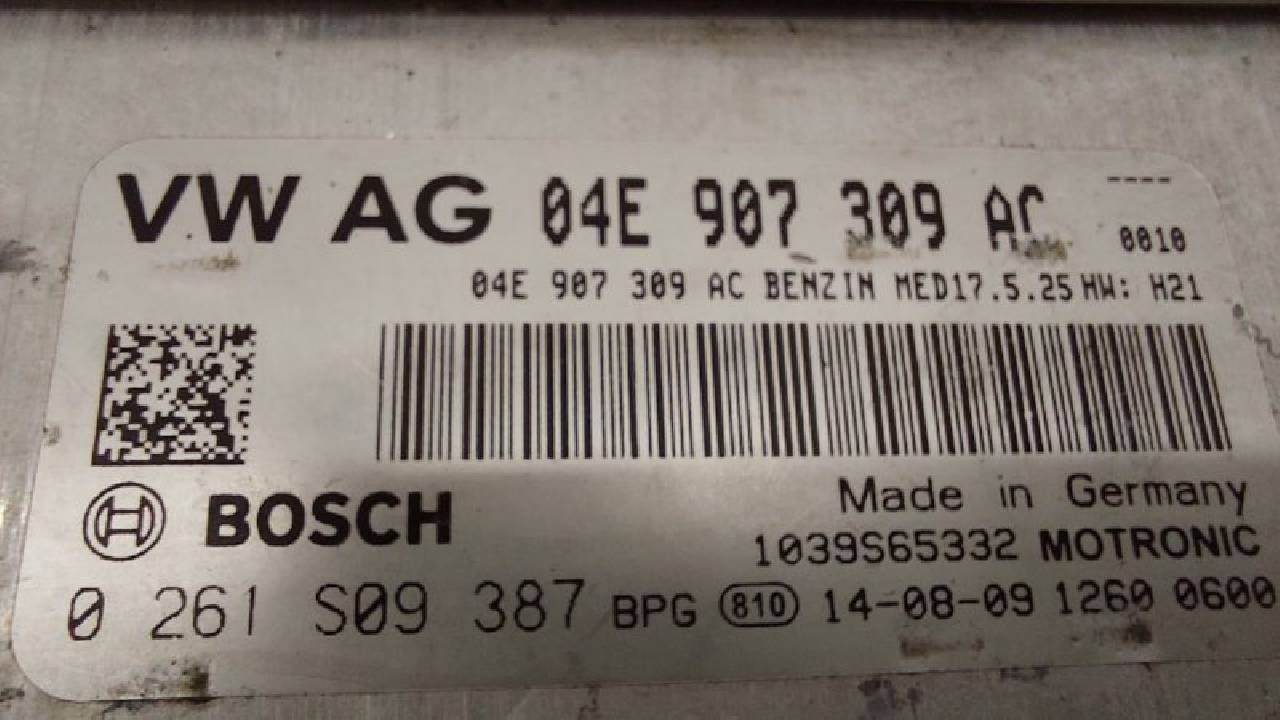 VW AG 04E 907 309 AC ----
0010
04E 907 309 AC BENZIN MED17.5.25 HW: H21
Made in Germany
BOSCH
1039S65332 MOTRONIC
0 261 S09 387 BPG 810 14-08-09 1260 0600